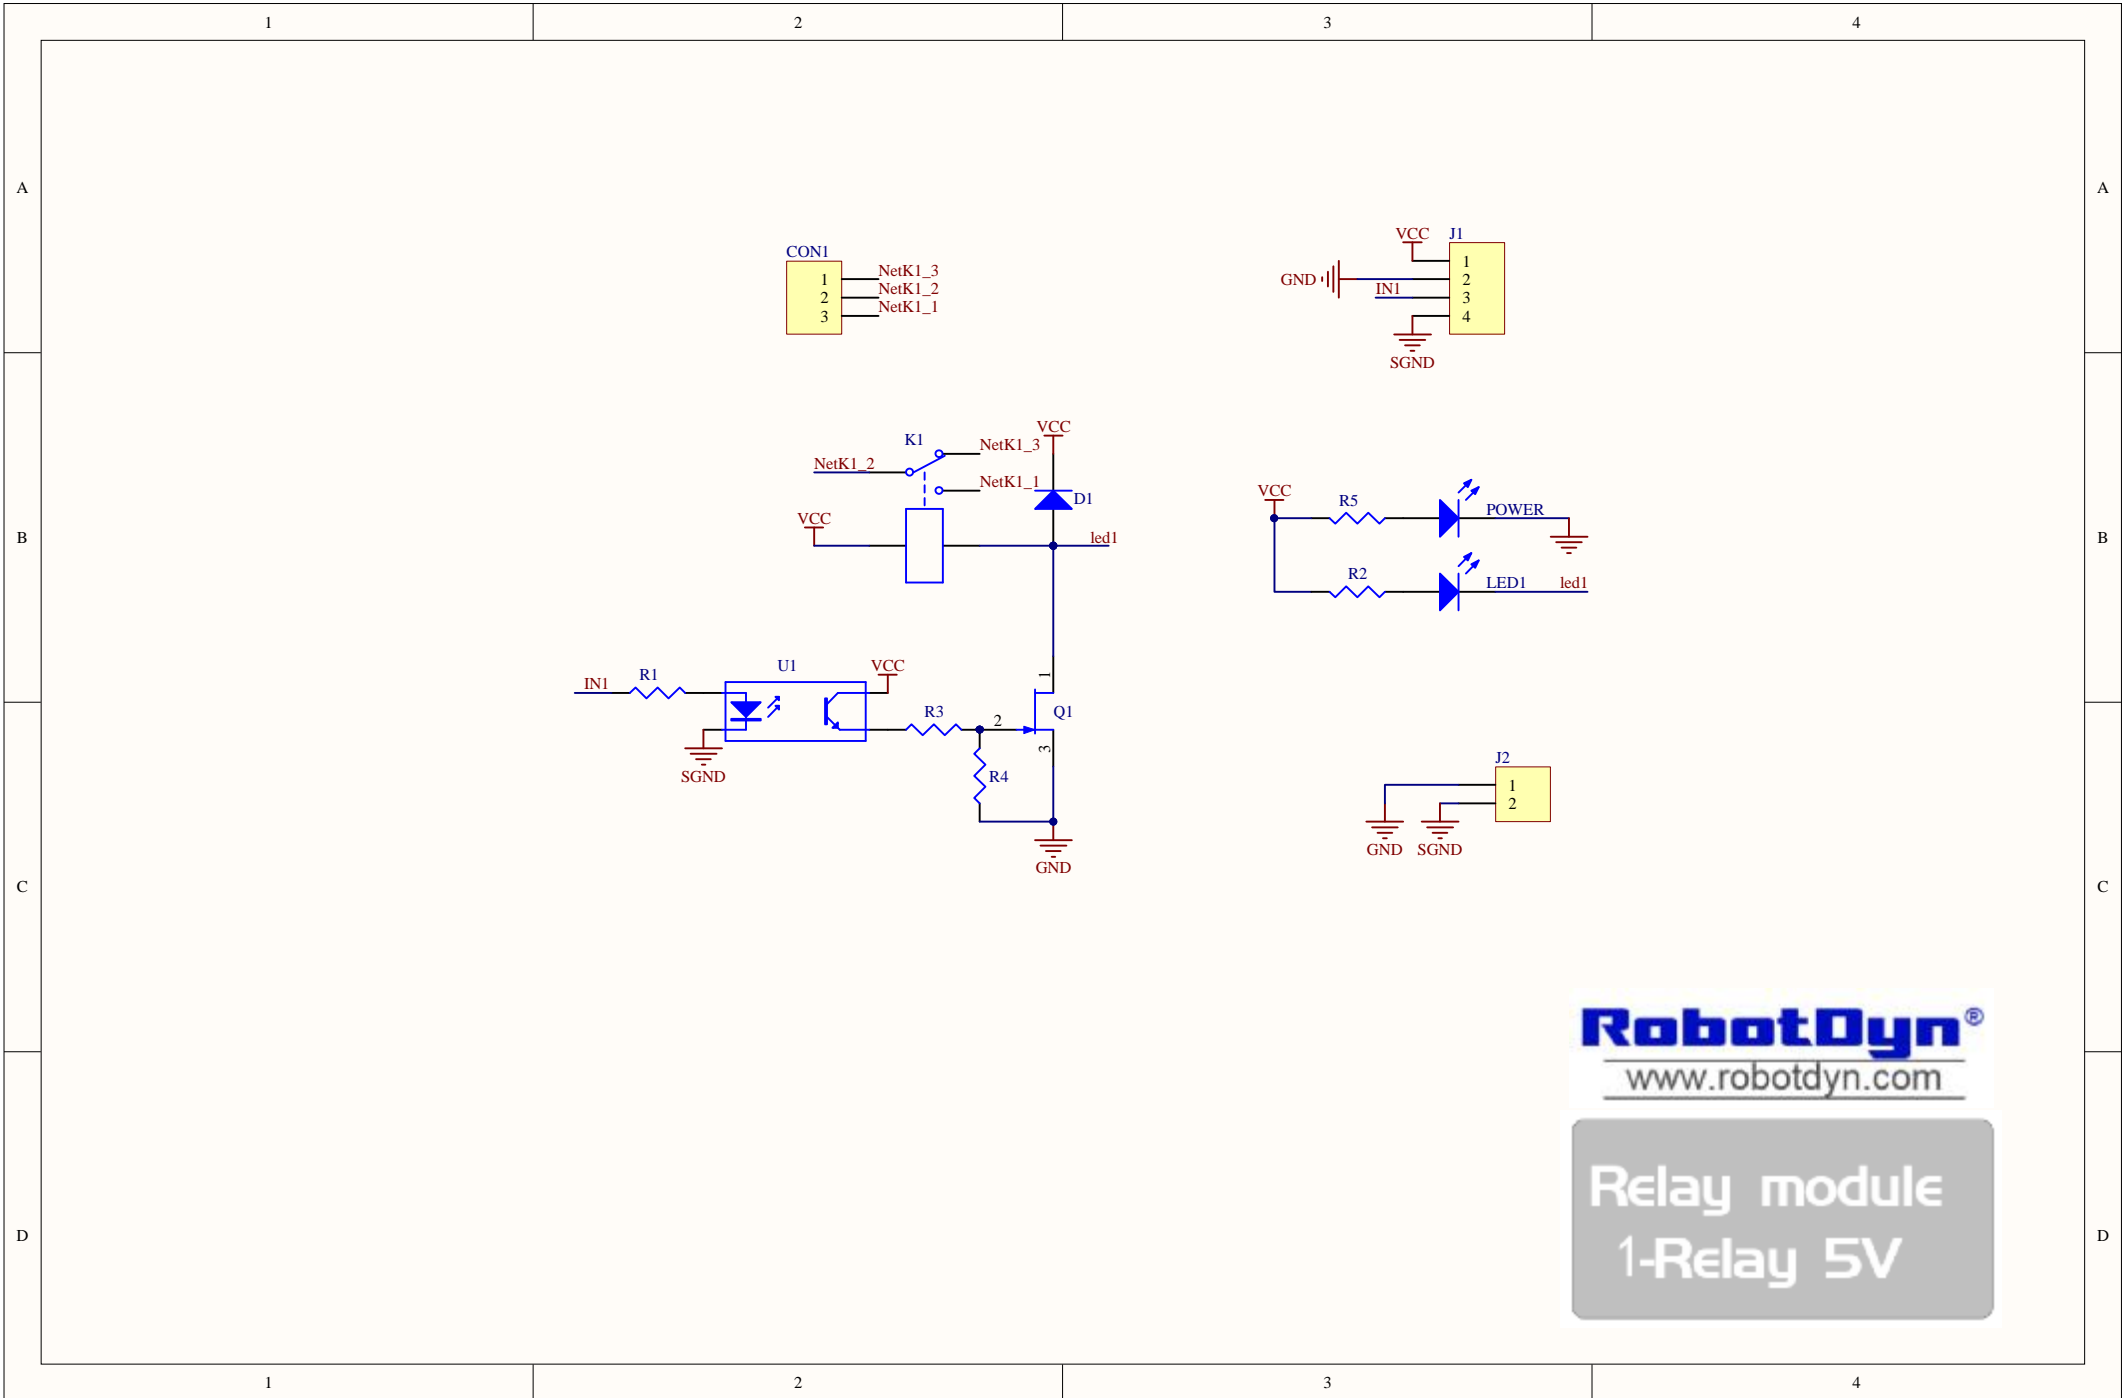 1 2 3 4
A A
CON1
1 NetK1_3
2 NetK1_2
3 NetK1_1
VCC J1
1
GND 2
IN1 3
4
SGND
K1
VCC
NetK1_3
NetK1_2
NetK1_1
D1
VCC
led1
VCC
R5 POWER
R2 LED1 led1
B B
IN1 R1 U1 VCC
SGND
R3 2 1 Q1
3
R4
GND
J2
1
2
GND SGND
C C
RobotDyn®
www.robotdyn.com
Relay module
1-Relay 5V
D D
1 2 3 4